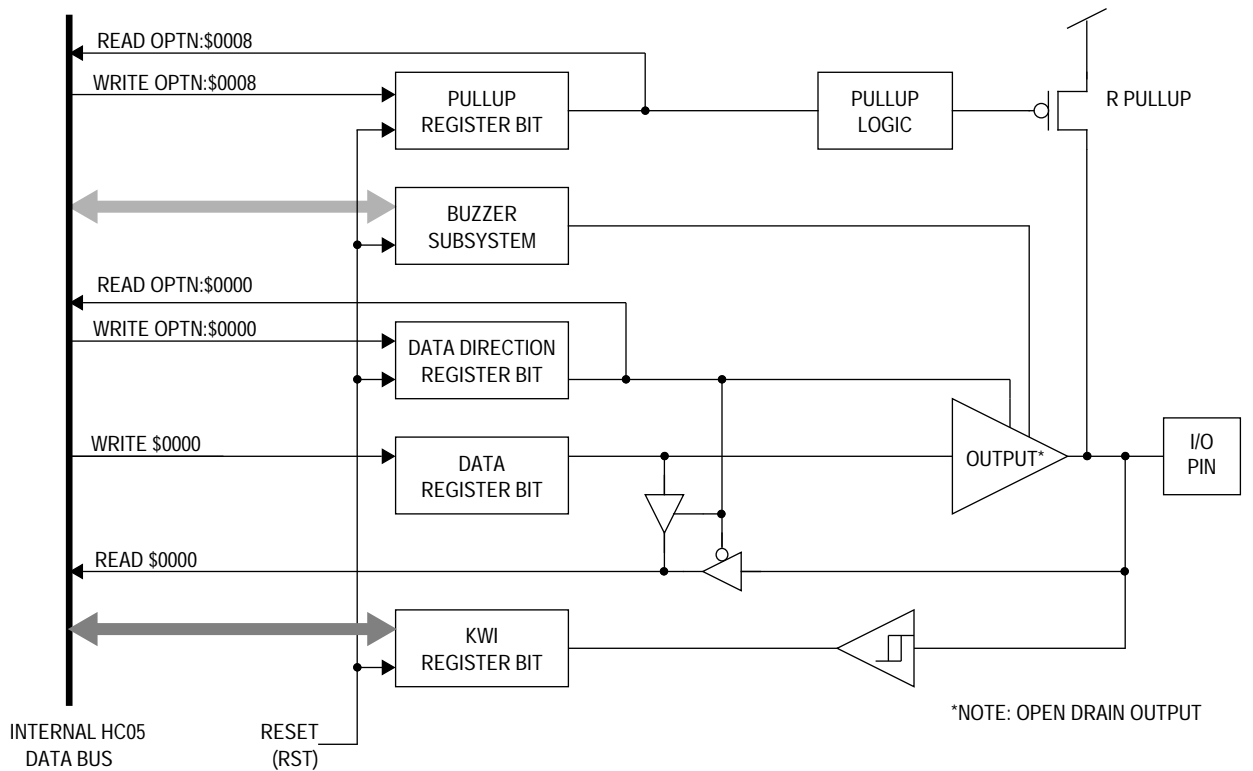 READ OPTN:$0008
WRITE OPTN:$0008
PULLUP
REGISTER BIT
PULLUP
LOGIC
R PULLUP
BUZZER
SUBSYSTEM
READ OPTN:$0000
WRITE OPTN:$0000
DATA DIRECTION
REGISTER BIT
WRITE $0000
DATA
REGISTER BIT
OUTPUT*
I/O
PIN
READ $0000
KWI
REGISTER BIT
*NOTE: OPEN DRAIN OUTPUT
INTERNAL HC05
DATA BUS
RESET
(RST)